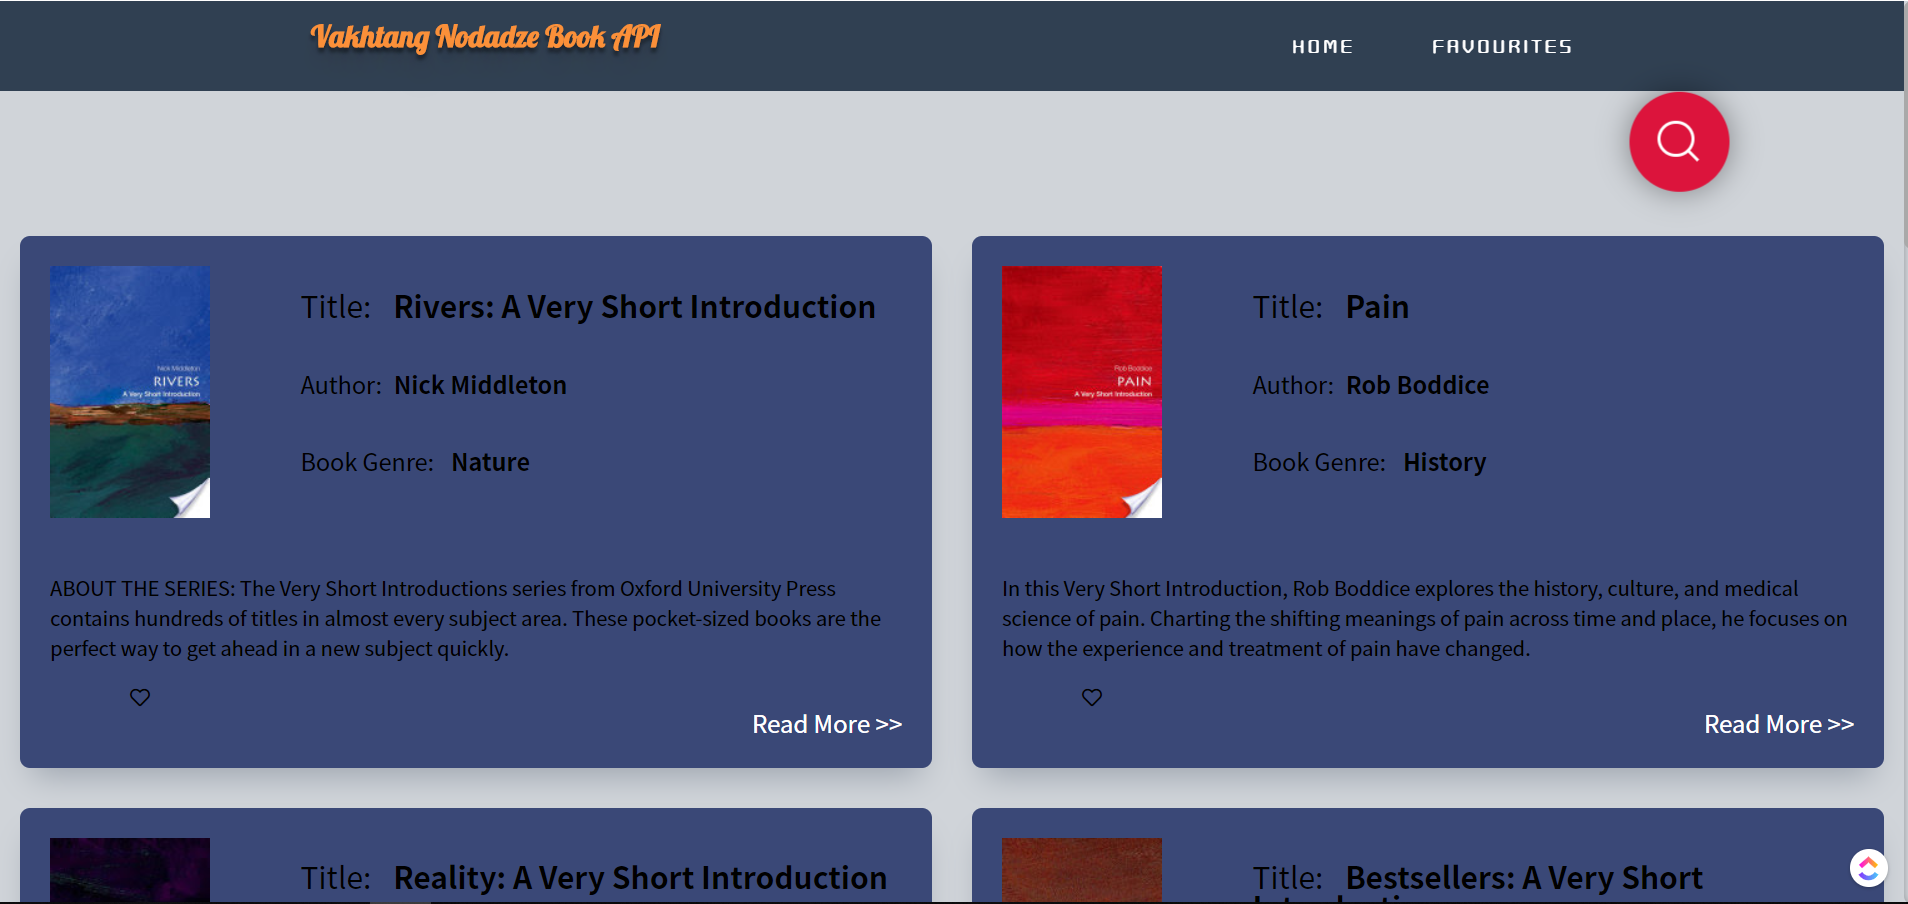 Vakhtang Nodadze Book API
HOME
FAVOURITES
Nick Middleton
RIVERS
A Very Short Introduction
Title: Rivers: A Very Short Introduction
Author: Nick Middleton
Book Genre: Nature
ABOUT THE SERIES: The Very Short Introductions series from Oxford University Press
contains hundreds of titles in almost every subject area. These pocket-sized books are the
perfect way to get ahead in a new subject quickly.
Read More >>
Rob Boddice
PAIN
A Very Short Introduction
Title: Pain
Author: Rob Boddice
Book Genre: History
In this Very Short Introduction, Rob Boddice explores the history, culture, and medical
science of pain. Charting the shifting meanings of pain across time and place, he focuses on
how the experience and treatment of pain have changed.
Read More >>
Title: Reality: A Very Short Introduction
Title: Bestsellers: A Very Short